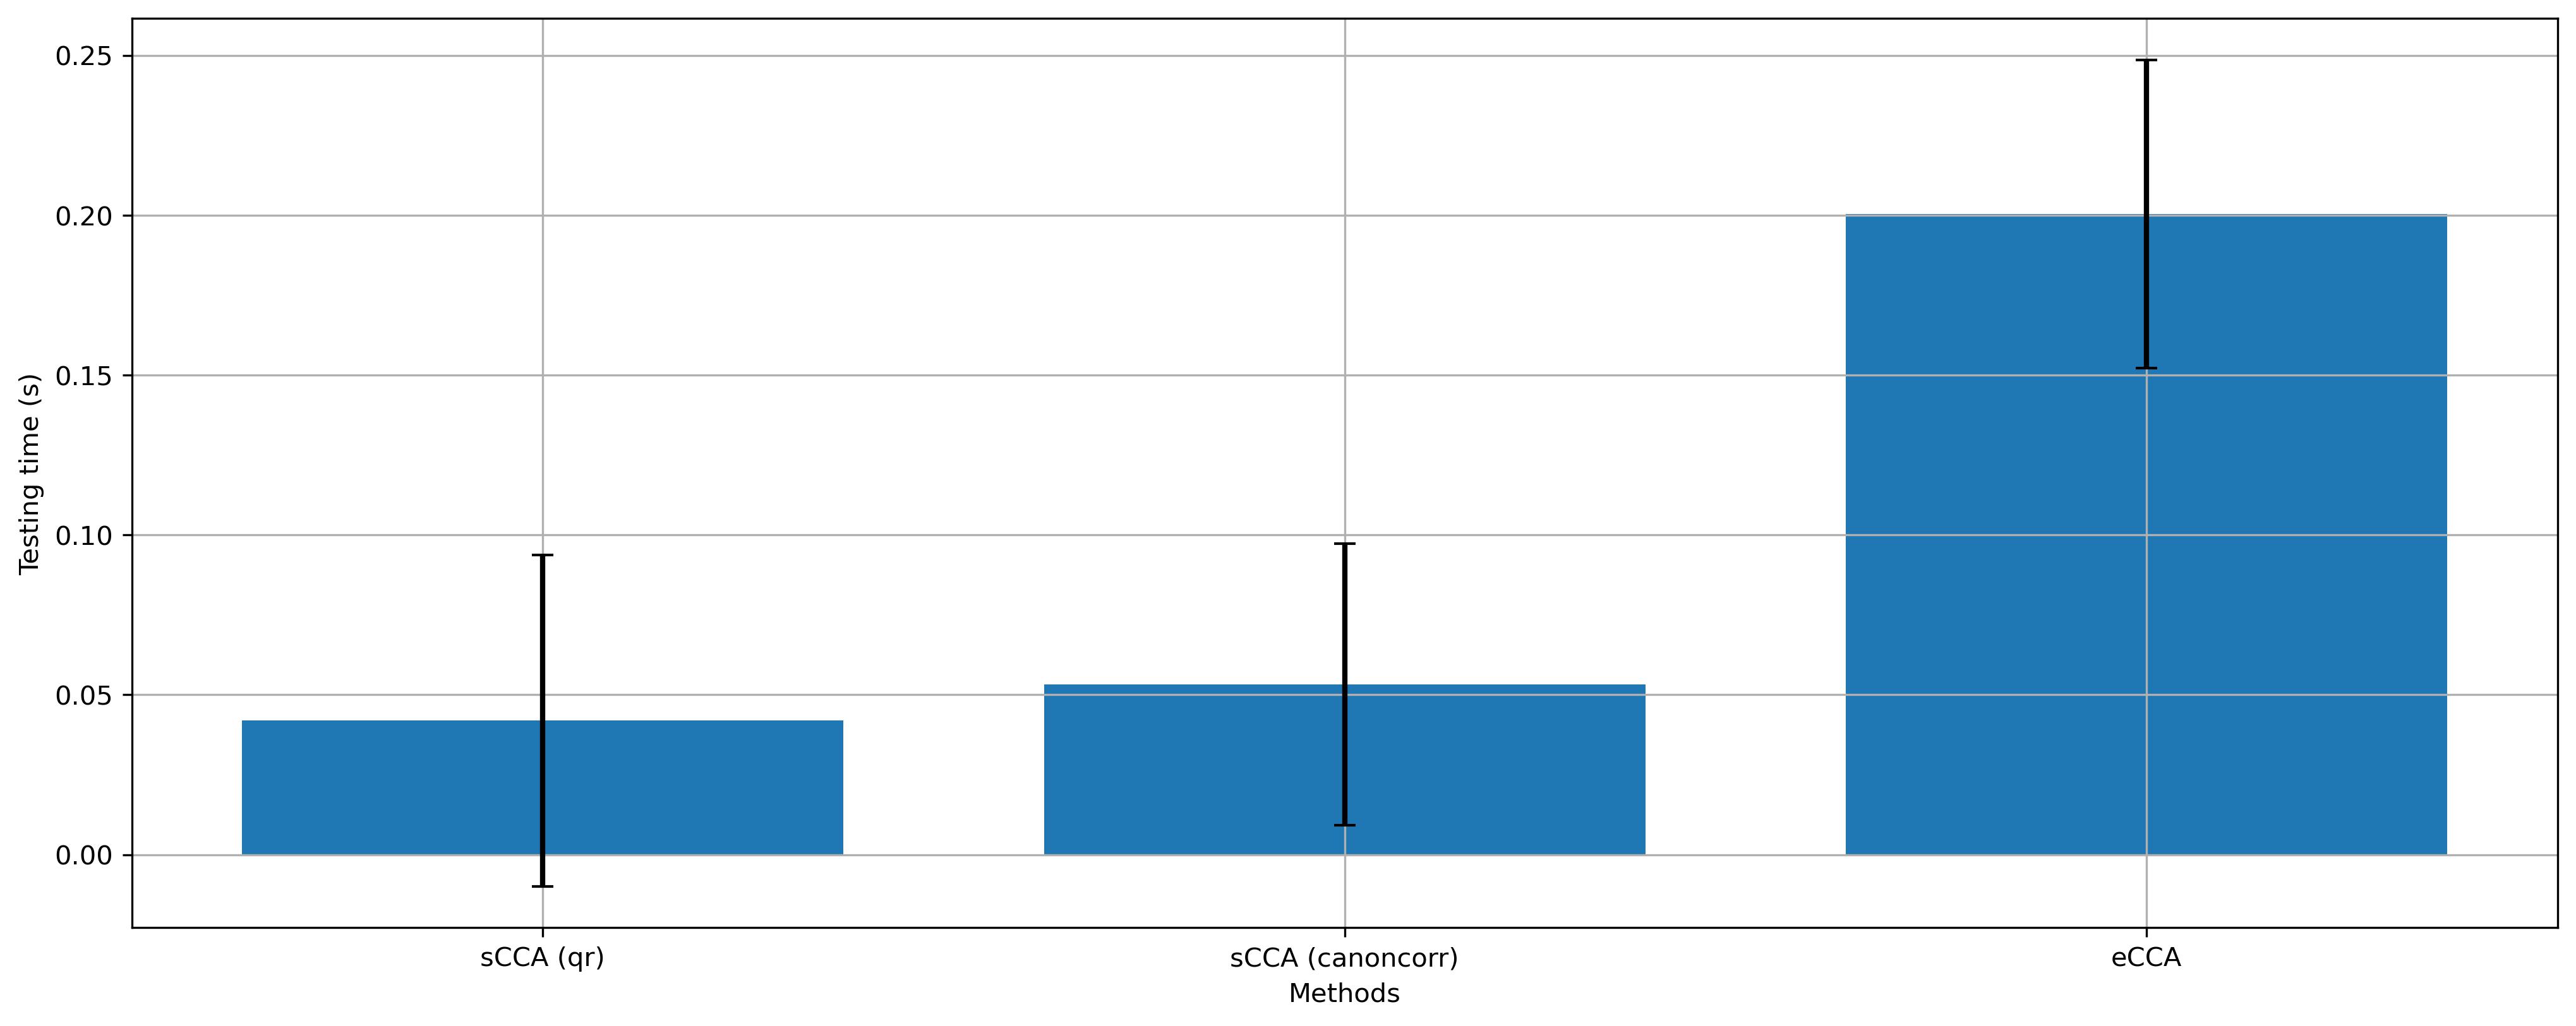 0.25
0.20
0.15
0.10
0.05
0.00
Testing time (s)
sCCA (qr)
sCCA (canoncorr)
eCCA
Methods